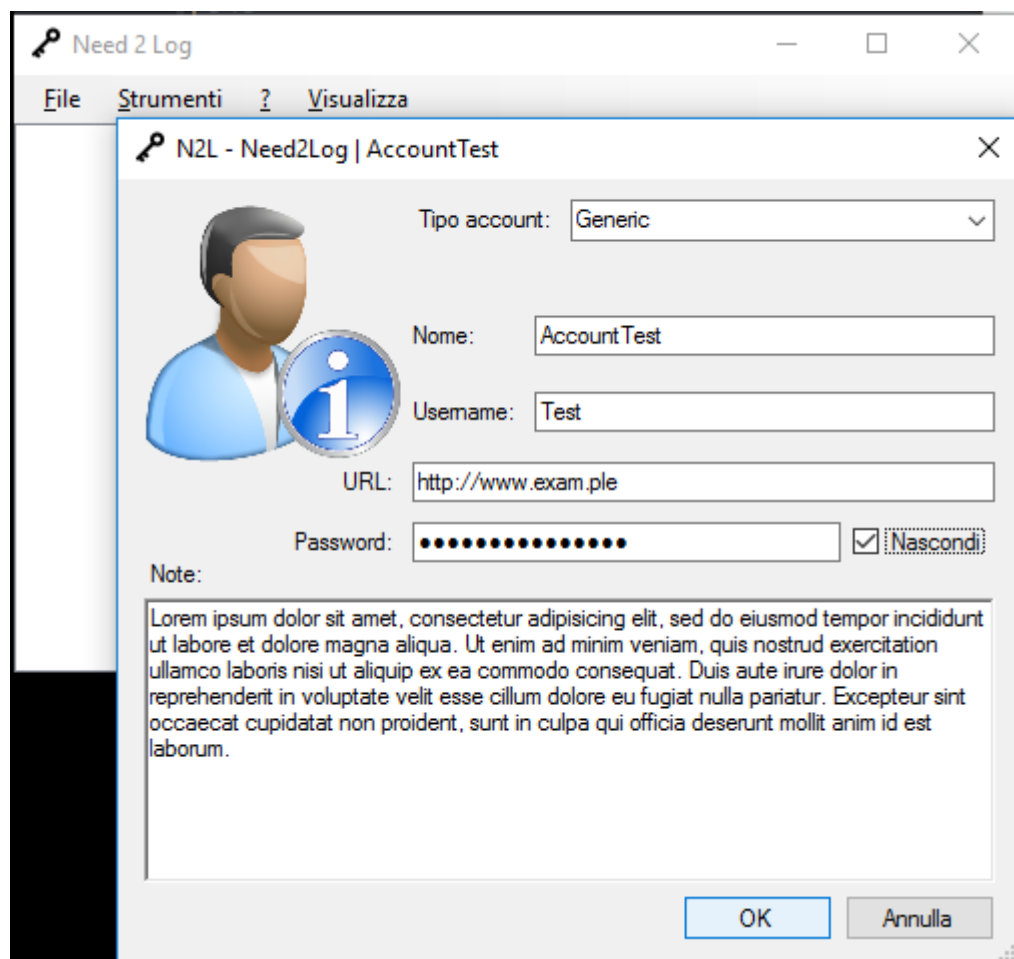 Need 2 Log
File Strumenti ? Visualizza
N2L - Need2Log | AccountTest
Tipo account: Generic
Nome: AccountTest
Username: Test
URL: http://www.exam.ple
Password: ●●●●●●●●●●●●●●● Nascondi
Note:
Lorem ipsum dolor sit amet, consectetur adipisicing elit, sed do eiusmod tempor incididunt
ut labore et dolore magna aliqua. Ut enim ad minim veniam, quis nostrud exercitation
ullamco laboris nisi ut aliquip ex ea commodo consequat. Duis aute irure dolor in
reprehenderit in voluptate velit esse cillum dolore eu fugiat nulla pariatur. Excepteur sint
occaecat cupidatat non proident, sunt in culpa qui officia deserunt mollit anim id est
laborum.
OK Annulla